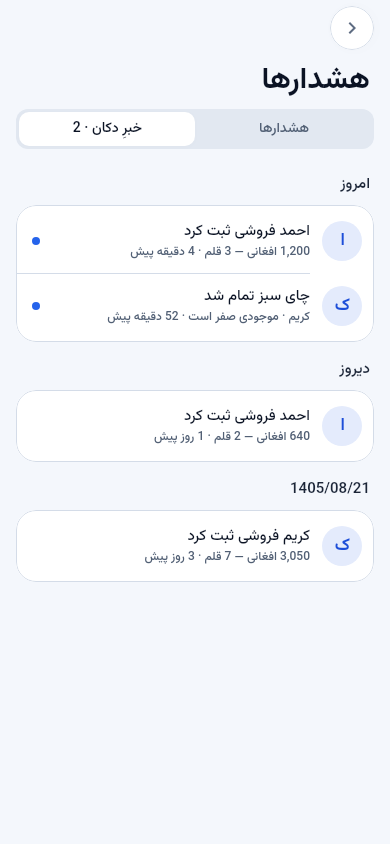 هشدارها
هشدارها
خبرِ دکان · 2
امروز
ا
احمد فروشی ثبت کرد
1,200 افغانی — 3 قلم · 4 دقیقه پیش
ک
چای سبز تمام شد
کریم · موجودی صفر است · 52 دقیقه پیش
دیروز
ا
احمد فروشی ثبت کرد
640 افغانی — 2 قلم · 1 روز پیش
1405/08/21
ک
کریم فروشی ثبت کرد
3,050 افغانی — 7 قلم · 3 روز پیش